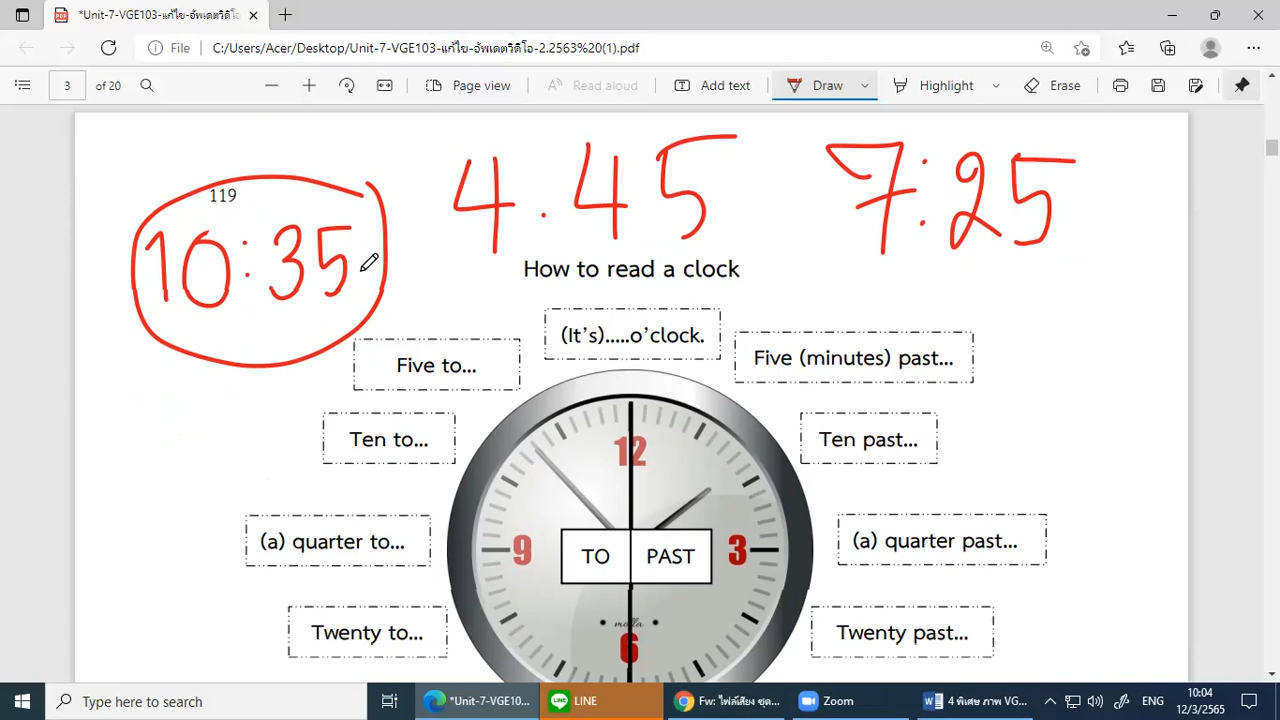 *Unit-7-VGE103-แก้ไข-อัพเดตวิดีโอ
File
C:/Users/Acer/Desktop/Unit-7-VGE103-แก้ไข-อัพเดตวิดีโอ-2.2563%20(1).pdf
3 of 20
Page view
Read aloud
Add text
Draw
Highlight
Erase
119
10:35
4.45
7:25
How to read a clock
(It's).....o'clock.
Five to...
Five (minutes) past...
Ten to...
Ten past...
12
(a) quarter to...
(a) quarter past...
9
TO
PAST
3
Twenty to...
Twenty past...
6
Type here to search
*Unit-7-VGE10...
LINE
Fw: ไฟล์เสียง ชุด...
Zoom
4 พิเศษ ภาพ VG...
ENG
10:04
12/3/2565